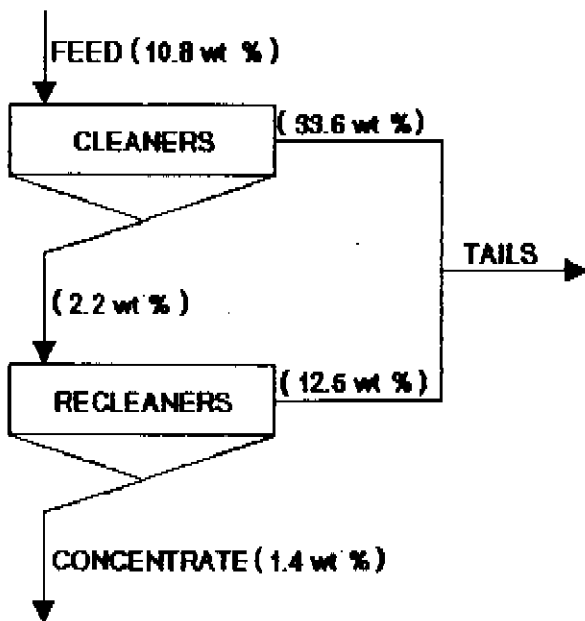 FEED (10.8 wt %)
CLEANERS
(33.6 wt %)
TAILS
(2.2 wt %)
RECLEANERS
(12.6 wt %)
CONCENTRATE (1.4 wt %)